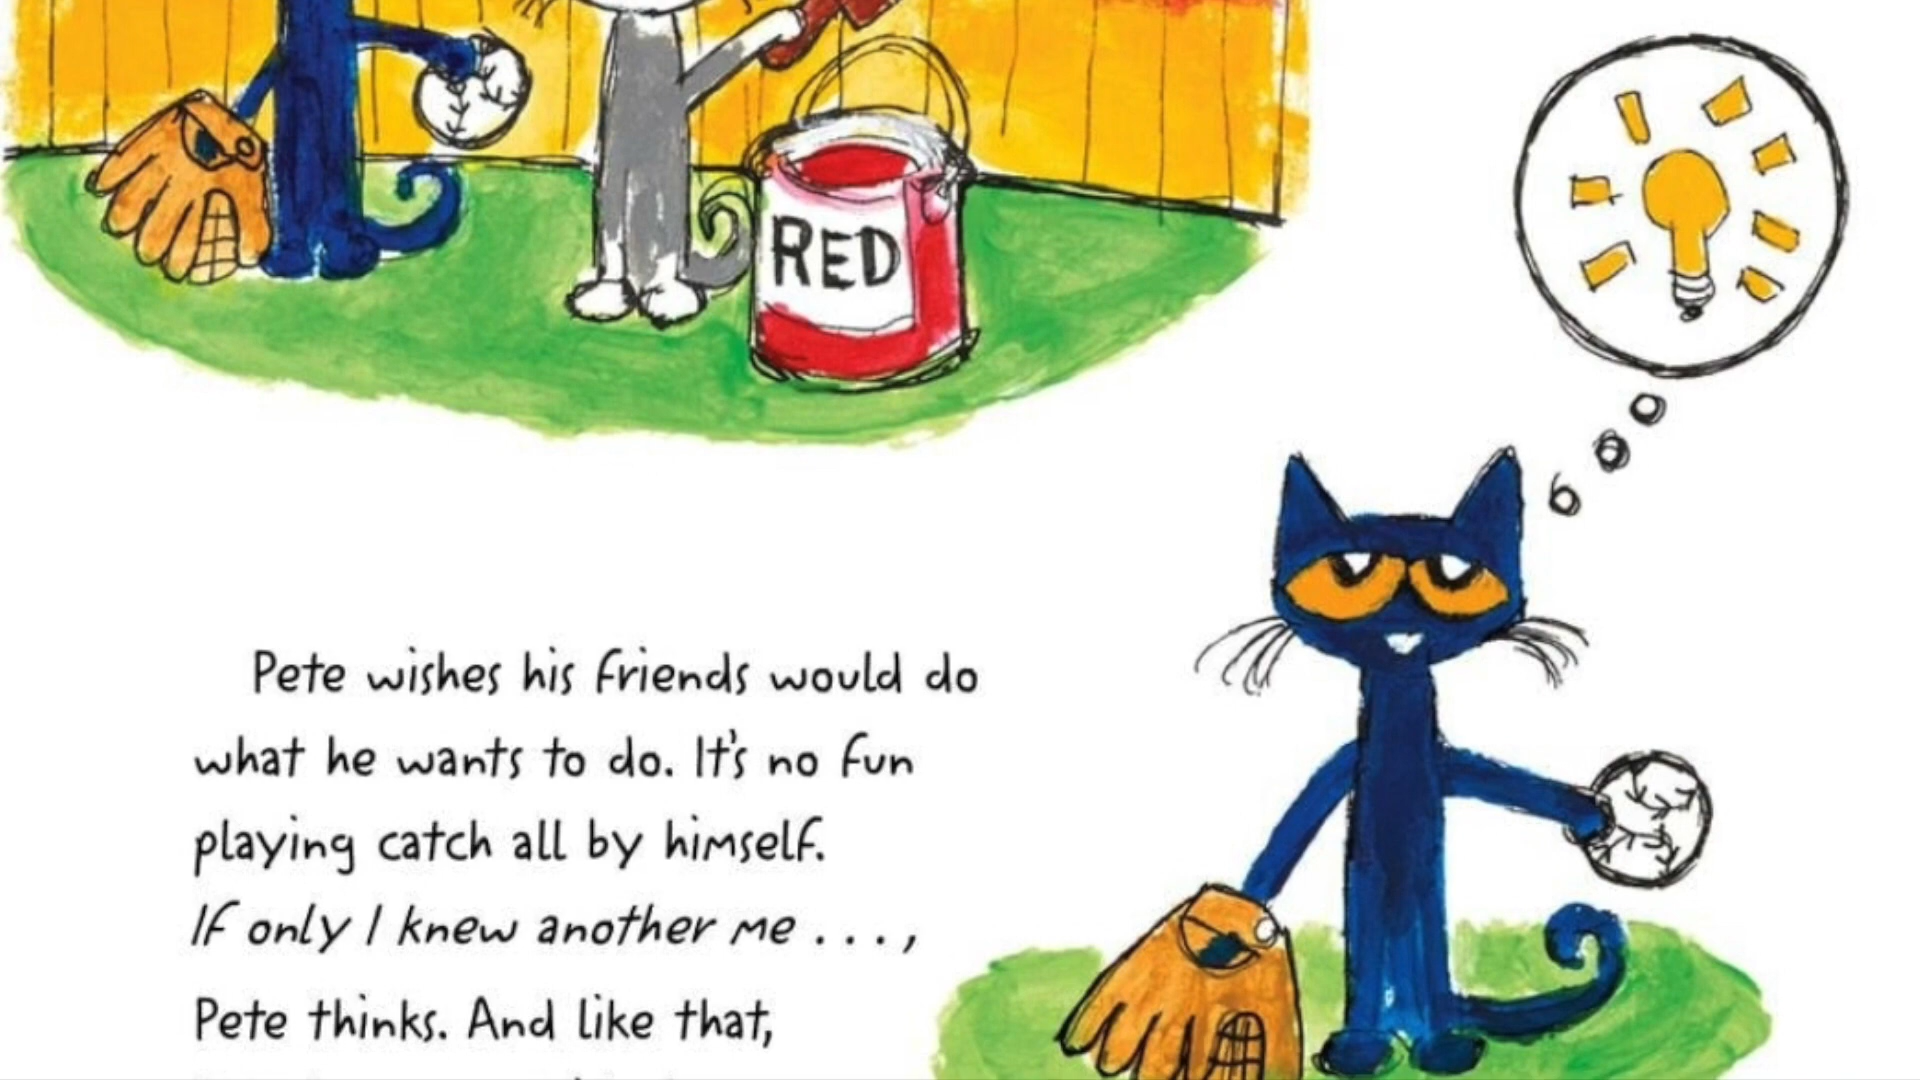 RED
Pete wishes his friends would do
what he wants to do. It's no fun
playing catch all by himself.
If only I knew another me . . . ,
Pete thinks. And like that,